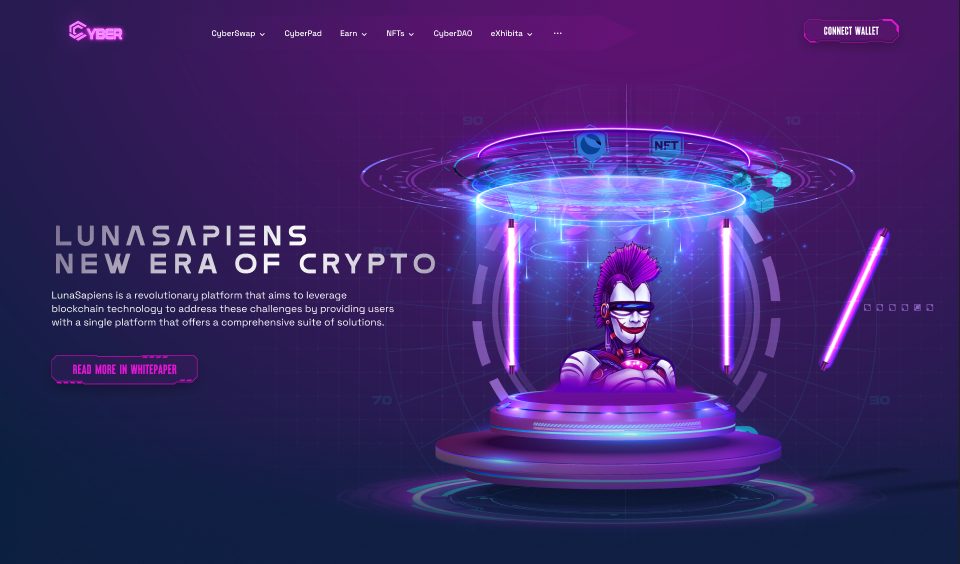 CYBER
CyberSwap
CyberPad
Earn
NFTs
CyberDAO
eXhibita
...
CONNECT WALLET
90
10
NFT
LUNASAPIENS
NEW ERA OF CRYPTO
LunaSapiens is a revolutionary platform that aims to leverage
blockchain technology to address these challenges by providing users
with a single platform that offers a comprehensive suite of solutions.
READ MORE IN WHITEPAPER
70
30